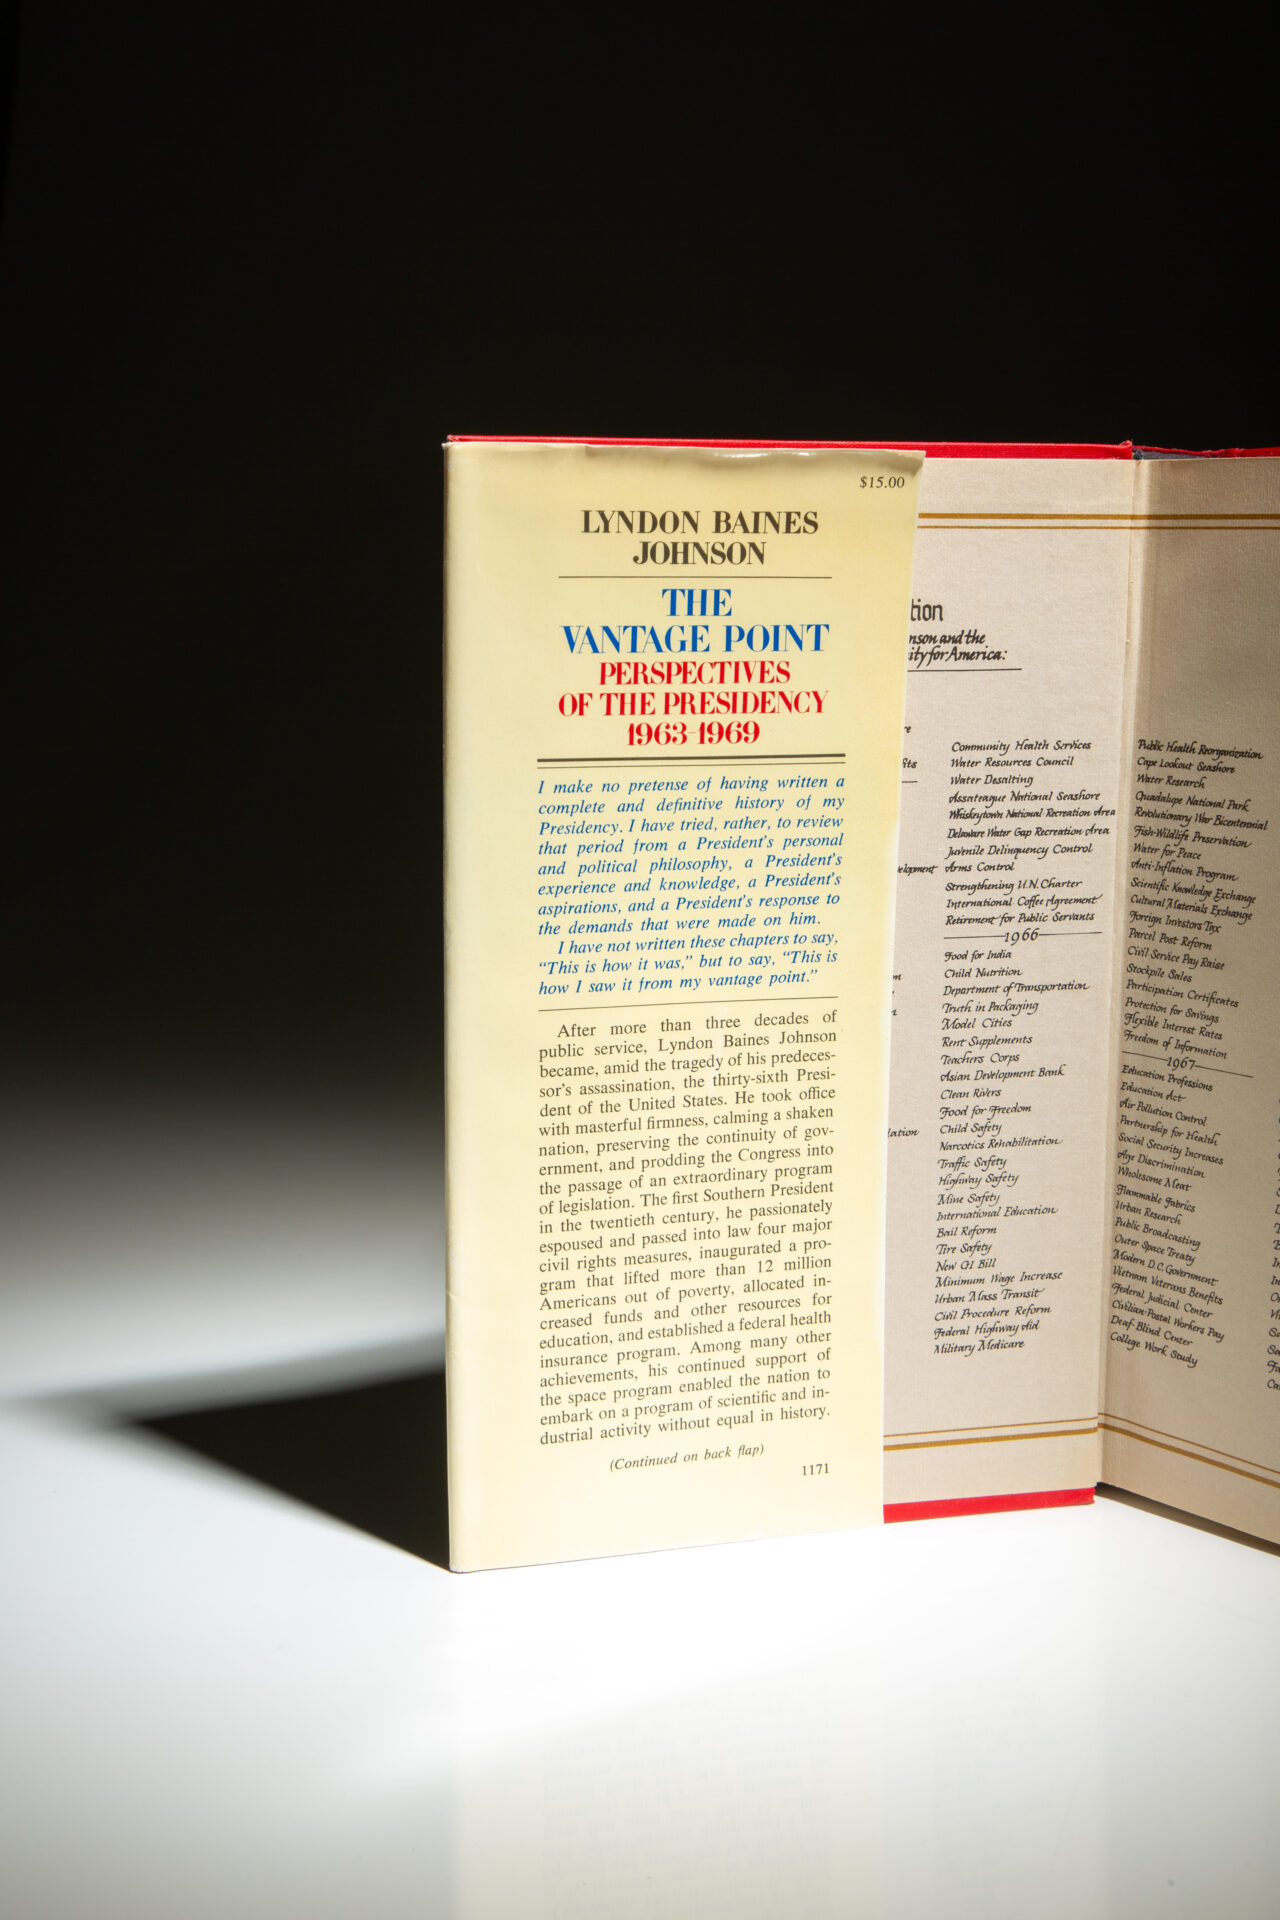 $15.00
LYNDON BAINES
JOHNSON
THE
VANTAGE POINT
PERSPECTIVES
OF THE PRESIDENCY
1963-1969
I make no pretense of having written a
complete and definitive history of my
Presidency. I have tried, rather, to review
that period from a President's personal
and political philosophy, a President's
experience and knowledge, a President's
aspirations, and a President's response to
the demands that were made on him.
I have not written these chapters to say,
“This is how it was,” but to say, “This is
how I saw it from my vantage point.”
After more than three decades of
public service, Lyndon Baines Johnson
became, amid the tragedy of his predeces-
sor's assassination, the thirty-sixth Presi-
dent of the United States. He took office
with masterful firmness, calming a shaken
nation, preserving the continuity of gov-
ernment, and prodding the Congress into
the passage of an extraordinary program
of legislation. The first Southern President
in the twentieth century, he passionately
espoused and passed into law four major
civil rights measures, inaugurated a pro-
gram that lifted more than 12 million
Americans out of poverty, allocated in-
creased funds and other resources for
education, and established a federal health
insurance program. Among many other
achievements, his continued support of
the space program enabled the nation to
embark on a program of scientific and in-
dustrial activity without equal in history.
(Continued on back flap)
1171
tion
nson and the
ity for America:
Community Health Services
Water Resources Council
Water Desalting
Assateague National Seashore
Whiskeytown National Recreation Area
Delaware Water Gap Recreation Area
Juvenile Delinquency Control
Arms Control
Strengthening U.N. Charter
International Coffee Agreement
Retirement for Public Servants
1966
Food for India
Child Nutrition
Department of Transportation
Truth in Packaging
Model Cities
Rent Supplements
Teachers Corps
Asian Development Bank
Clean Rivers
Food for Freedom
Child Safety
Narcotics Rehabilitation
Traffic Safety
Highway Safety
Mine Safety
International Education
Bail Reform
Tire Safety
New GI Bill
Minimum Wage Increase
Urban Mass Transit
Civil Procedure Reform
Federal Highway Aid
Military Medicare
Public Health Reorganization
Cape Lookout Seashore
Water Research
Guadalupe National Park
Revolutionary War Bicentennial
Fish-Wildlife Preservation
Water for Peace
Anti-Inflation Program
Scientific Knowledge Exchange
Cultural Materials Exchange
Foreign Investors Tax
Parcel Post Reform
Civil Service Pay Raise
Stockpile Sales
Participation Certificates
Protection for Savings
Flexible Interest Rates
Freedom of Information
1967
Education Professions
Education Act
Air Pollution Control
Partnership for Health
Social Security Increases
Age Discrimination
Wholesome Meat
Flammable Fabrics
Urban Research
Public Broadcasting
Outer Space Treaty
Modern D.C. Government
Vietnam Veterans Benefits
Federal Judicial Center
Civilian-Postal Workers Pay
Deaf-Blind Center
College Work Study